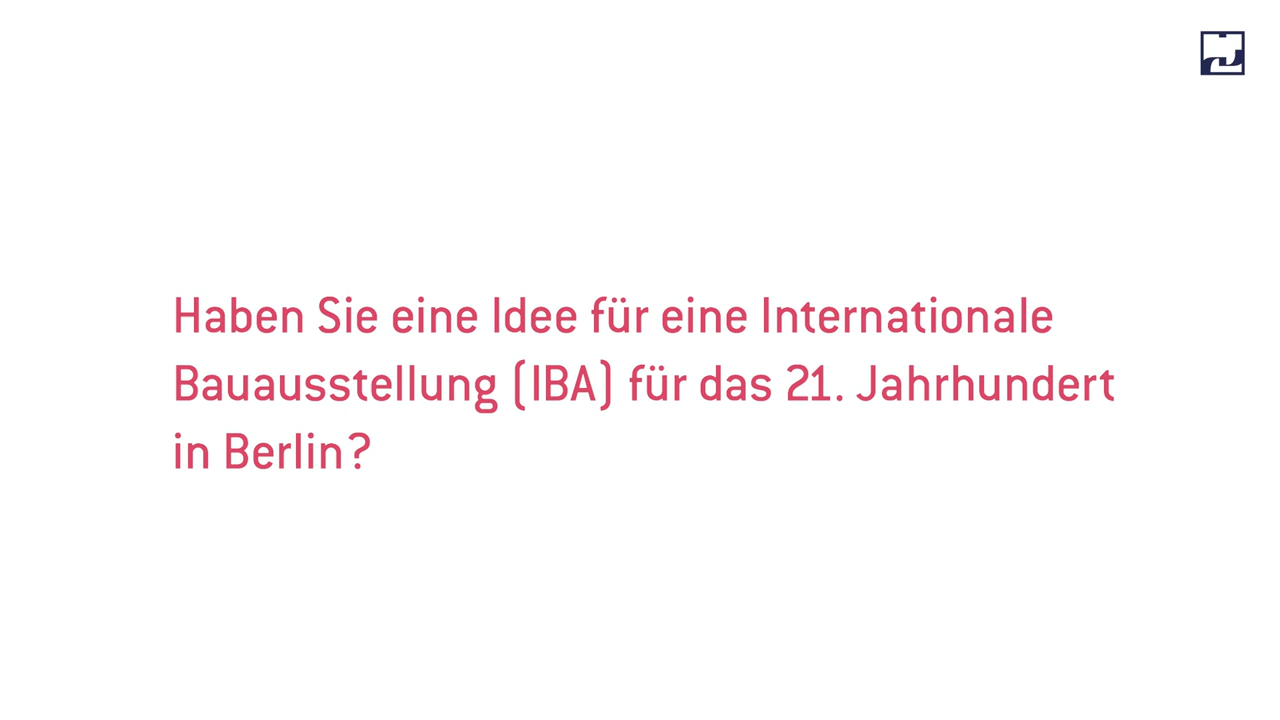 Haben Sie eine Idee für eine Internationale
Bauausstellung (IBA) für das 21. Jahrhundert
in Berlin?